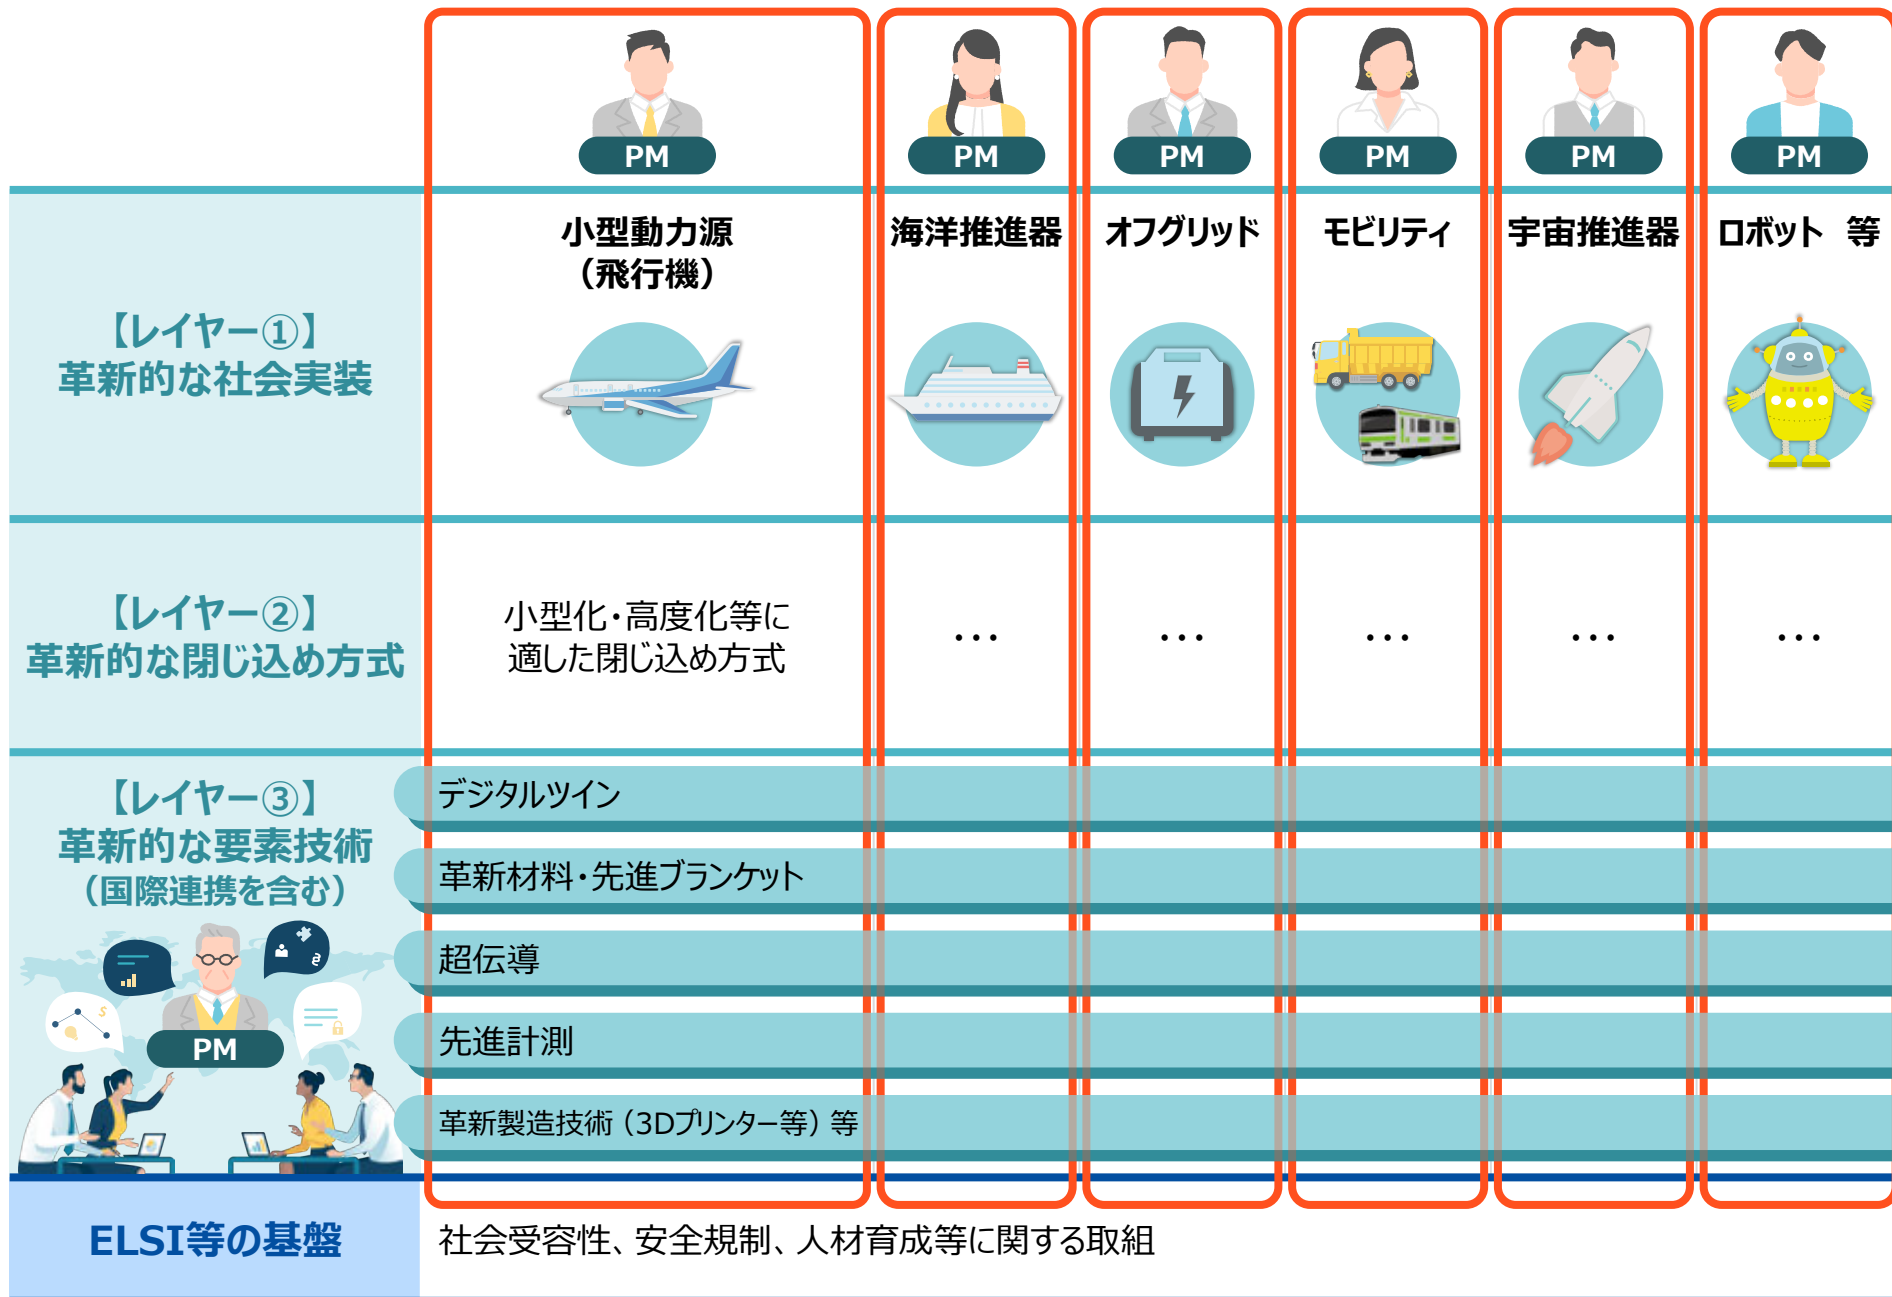 PM
PM
PM
PM
PM
PM
【レイヤー①】
革新的な社会実装
小型動力源
（飛行機）
海洋推進器
オフグリッド
モビリティ
宇宙推進器
ロボット　等
【レイヤー②】
革新的な閉じ込め方式
小型化・高度化等に
適した閉じ込め方式
…
…
…
…
…
【レイヤー③】
革新的な要素技術
（国際連携を含む）
PM
デジタルツイン
革新材料・先進ブランケット
超伝導
先進計測
革新製造技術（3Dプリンター等）等
ELSI等の基盤
社会受容性、安全規制、人材育成等に関する取組